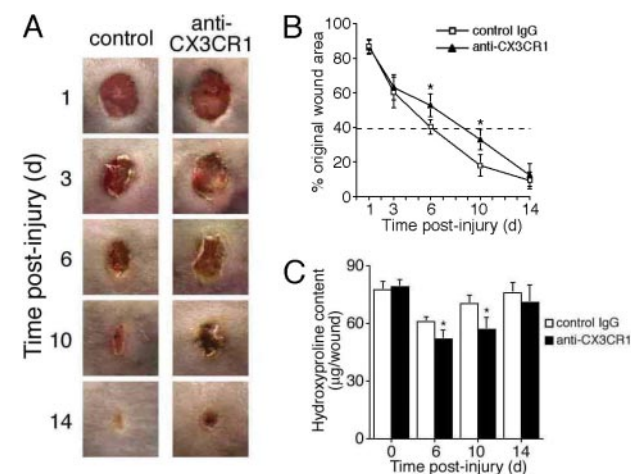 A
control
anti-
CX3CR1
Time post-injury (d)
1
3
6
10
14
B
control IgG
anti-CX3CR1
% original wound area
100
80
60
40
20
0
*
*
1 3 6 10 14
Time post-injury (d)
C
Hydroxyproline content
(μg/wound)
90
60
30
0
*
*
control IgG
anti-CX3CR1
0 6 10 14
Time post-injury (d)